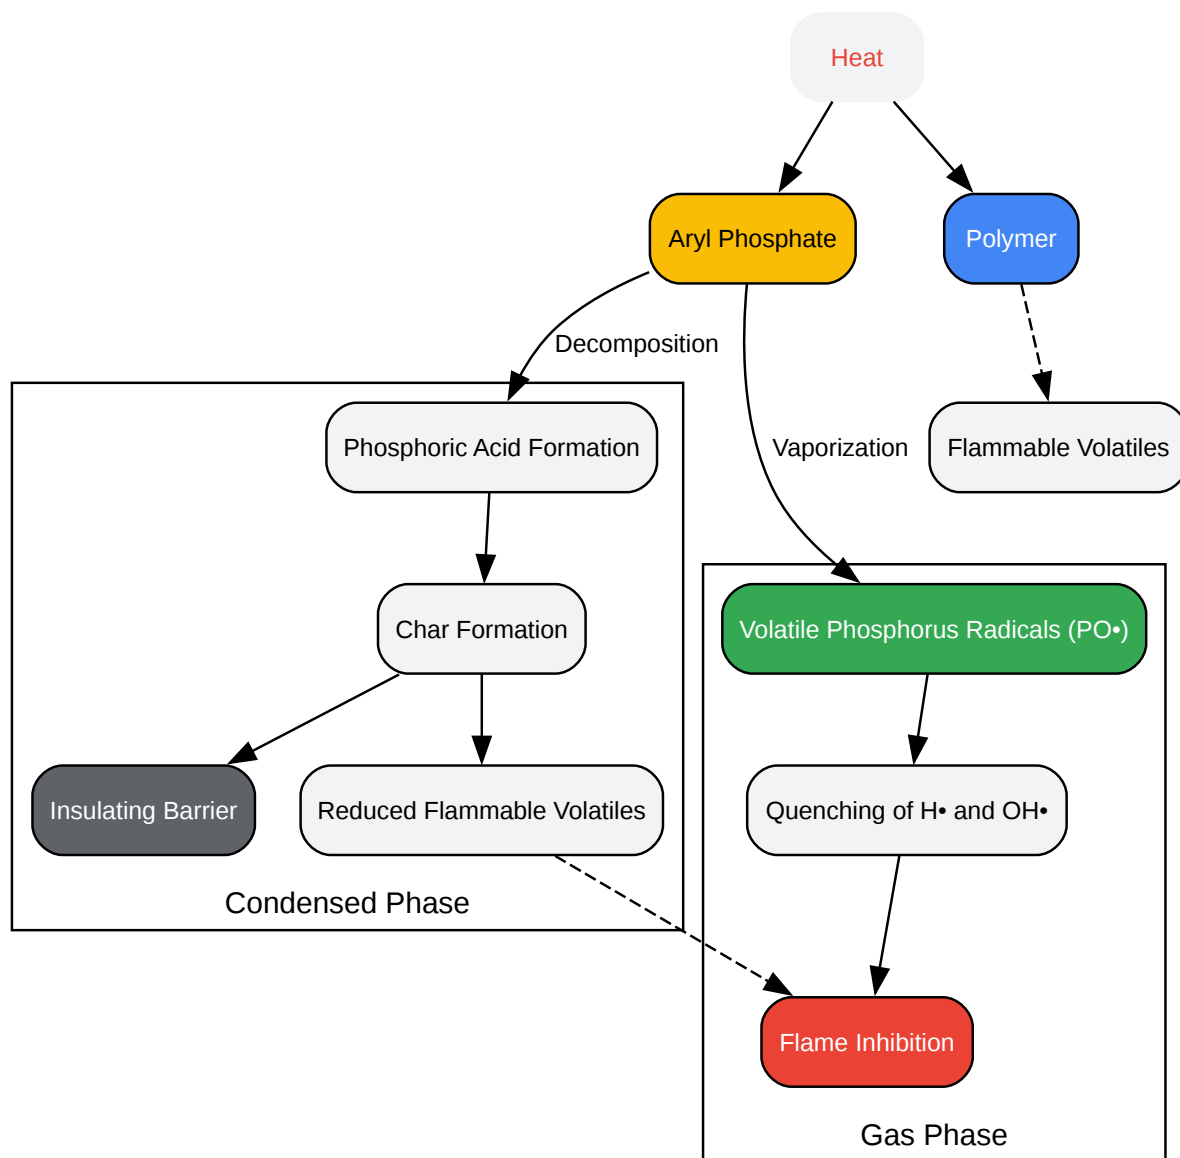 Heat
Aryl Phosphate
Polymer
Decomposition
Phosphoric Acid Formation
Vaporization
Flammable Volatiles
Char Formation
Volatile Phosphorus Radicals (PO•)
Insulating Barrier
Reduced Flammable Volatiles
Quenching of H• and OH•
Condensed Phase
Flame Inhibition
Gas Phase